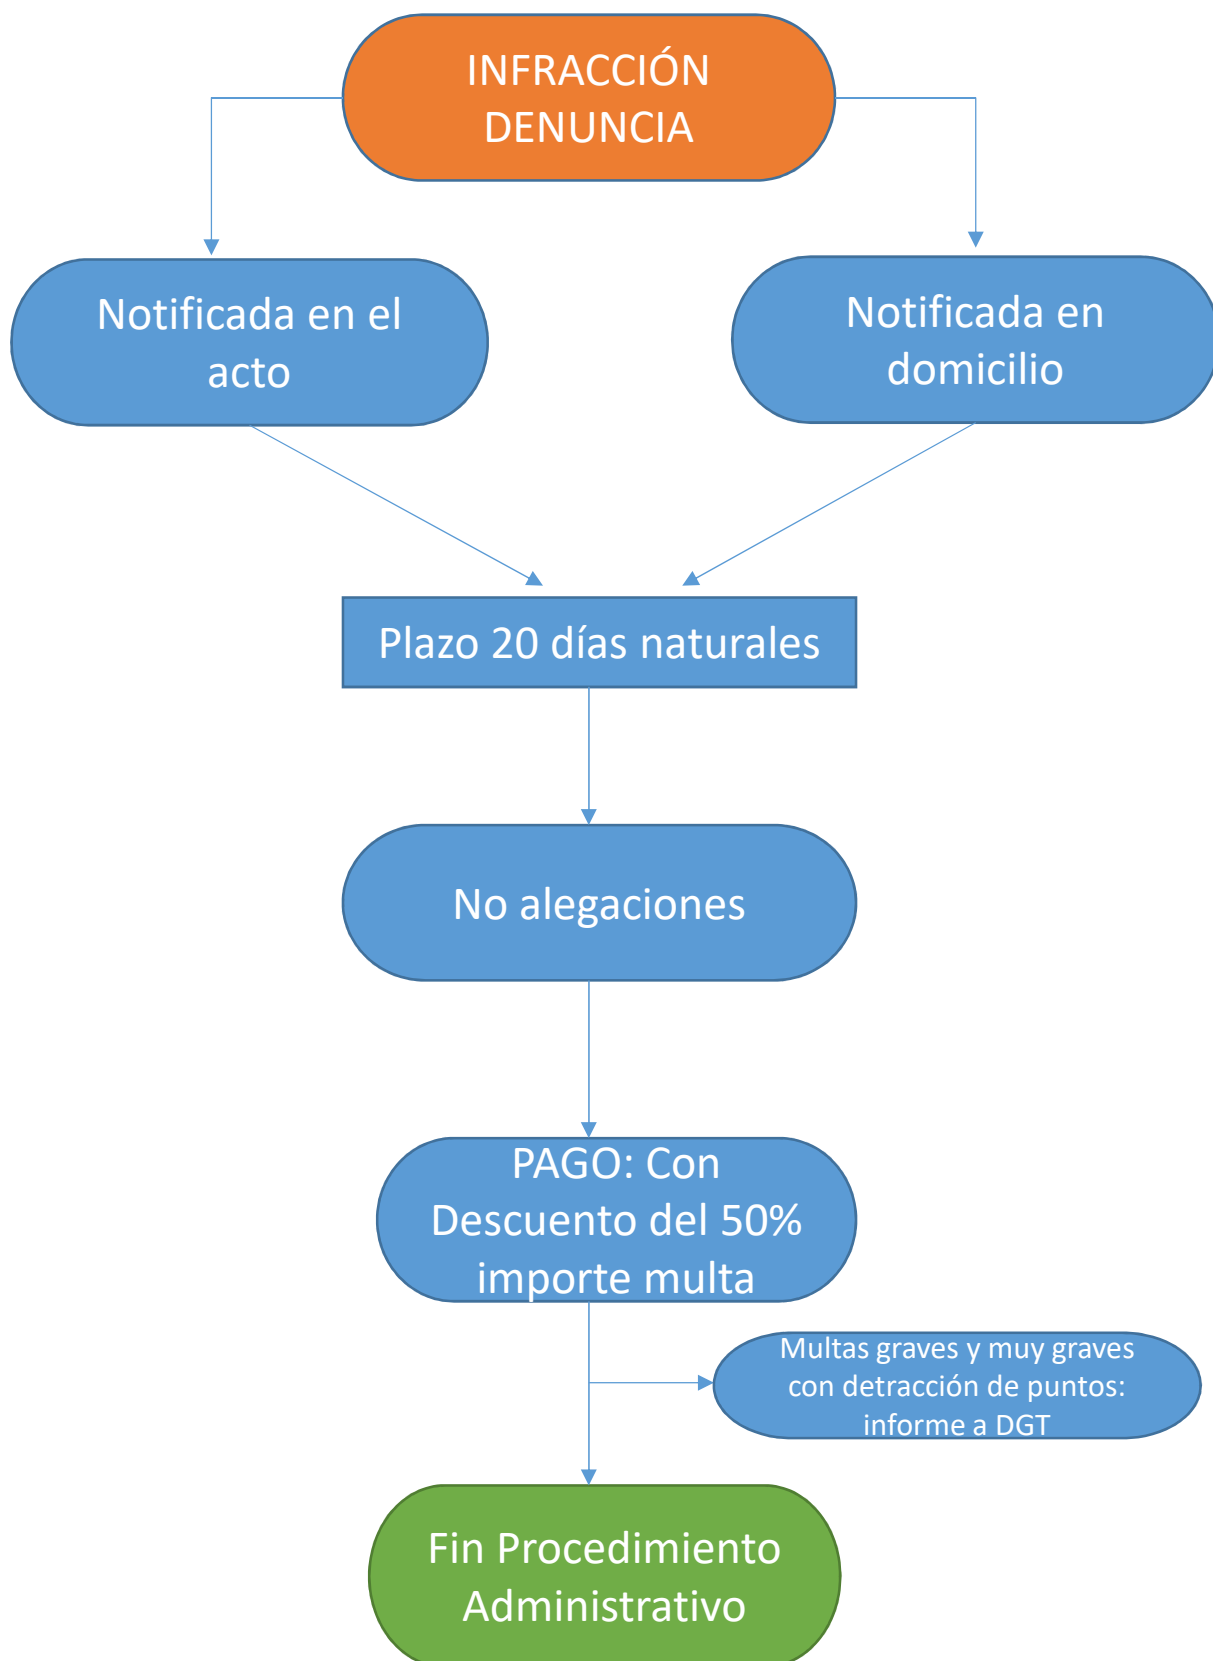 INFRACCIÓN
DENUNCIA
Notificada en el
acto
Notificada en
domicilio
Plazo 20 días naturales
No alegaciones
PAGO: Con
Descuento del 50%
importe multa
Multas graves y muy graves
con detracción de puntos:
informe a DGT
Fin Procedimiento
Administrativo